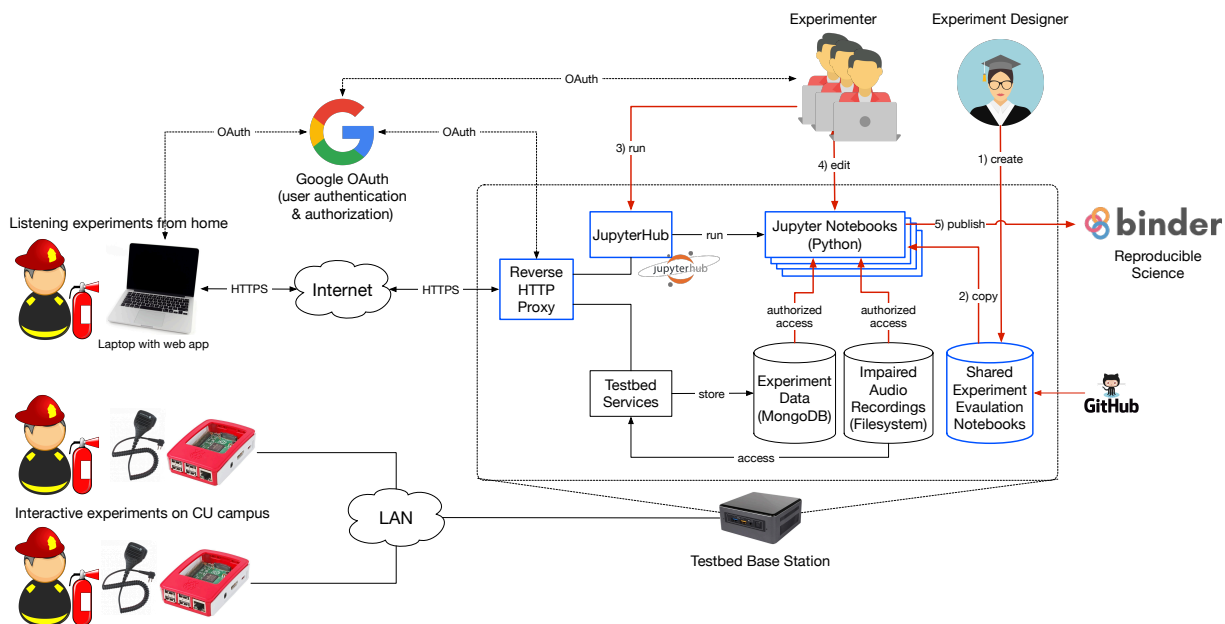 Experimenter
Experiment Designer
OAuth
OAuth
OAuth
3) run
4) edit
1) create
Google OAuth
(user authentication
& authorization)
Listening experiments from home
JupyterHub
run
Jupyter Notebooks
(Python)
5) publish
binder
Reproducible
Science
jupyterhub
Reverse
HTTP
Proxy
HTTPS
Internet
HTTPS
2) copy
authorized
access
authorized
access
Laptop with web app
Testbed
Services
store
Experiment
Data
(MongoDB)
Impaired
Audio
Recordings
(Filesystem)
Shared
Experiment
Evaulation
Notebooks
GitHub
access
Interactive experiments on CU campus
LAN
Testbed Base Station